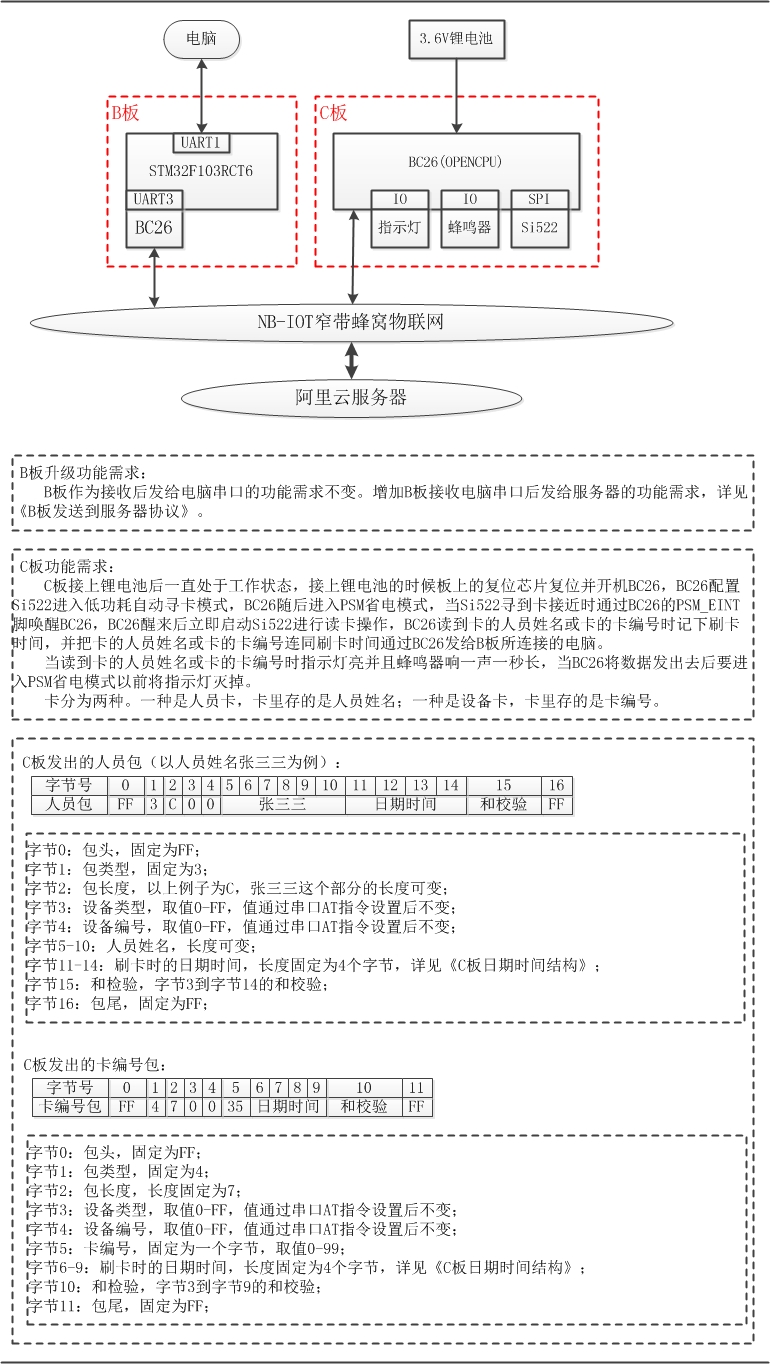 电脑
3.6V锂电池
B板
C板
UART1
STM32F103RCT6
UART3
BC26
BC26(OPENCPU)
IO IO SPI
指示灯 蜂鸣器 Si522
NB-IOT窄带蜂窝物联网
阿里云服务器
B板升级功能需求：
B板作为接收后发给电脑串口的功能需求不变。增加B板接收电脑串口后发给服务器的功能需求，详见
《B板发送到服务器协议》。
C板功能需求：
C板接上锂电池后一直处于工作状态，接上锂电池的时候板上的复位芯片复位并开机BC26，BC26配置
Si522进入低功耗自动寻卡模式，BC26随后进入PSM省电模式，当Si522寻到卡接近时通过BC26的PSM_EINT
脚唤醒BC26，BC26醒来后立即启动Si522进行读卡操作，BC26读到卡的人员姓名或卡的卡编号时记下刷卡
时间，并把卡的人员姓名或卡的卡编号连同刷卡时间通过BC26发给B板所连接的电脑。
当读到卡的人员姓名或卡的卡编号时指示灯亮并且蜂鸣器响一声一秒长，当BC26将数据发出去后要进
入PSM省电模式以前将指示灯灭掉。
卡分为两种。一种是人员卡，卡里存的是人员姓名；一种是设备卡，卡里存的是卡编号。
C板发出的人员包（以人员姓名张三三为例）：
字节号 0 1 2 3 4 5 6 7 8 9 10 11 12 13 14 15 16
人员包 FF 3 C 0 0 张三三 日期时间 和校验 FF
字节0：包头，固定为FF；
字节1：包类型，固定为3；
字节2：包长度，以上例子为C，张三三这个部分的长度可变；
字节3：设备类型，取值0-FF，值通过串口AT指令设置后不变；
字节4：设备编号，取值0-FF，值通过串口AT指令设置后不变；
字节5-10：人员姓名，长度可变；
字节11-14：刷卡时的日期时间，长度固定为4个字节，详见《C板日期时间结构》；
字节15：和检验，字节3到字节14的和校验；
字节16：包尾，固定为FF；
C板发出的卡编号包：
字节号 0 1 2 3 4 5 6 7 8 9 10 11
卡编号包 FF 4 7 0 0 35 日期时间 和校验 FF
字节0：包头，固定为FF；
字节1：包类型，固定为4；
字节2：包长度，长度固定为7；
字节3：设备类型，取值0-FF，值通过串口AT指令设置后不变；
字节4：设备编号，取值0-FF，值通过串口AT指令设置后不变；
字节5：卡编号，固定为一个字节，取值0-99；
字节6-9：刷卡时的日期时间，长度固定为4个字节，详见《C板日期时间结构》；
字节10：和检验，字节3到字节9的和校验；
字节11：包尾，固定为FF；